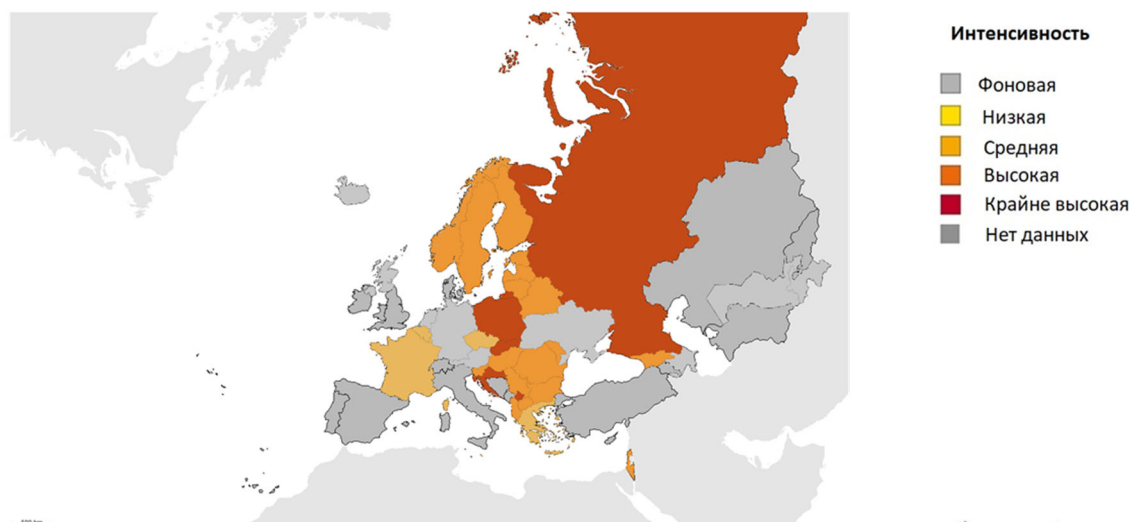 Интенсивность
Фоновая
Низкая
Средняя
Высокая
Крайне высокая
Нет данных